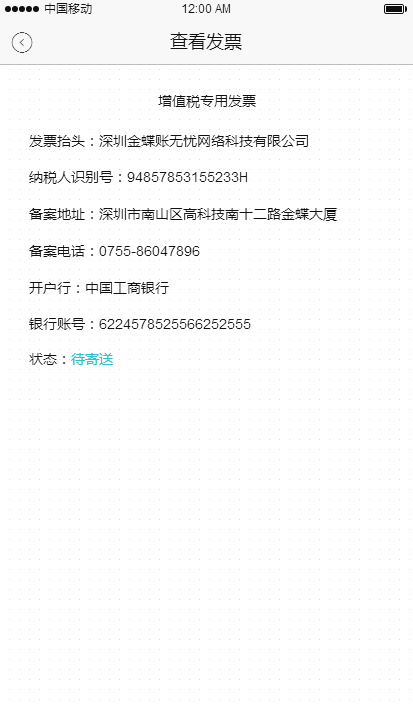 中国移动 12:00 AM
查看发票
增值税专用发票
发票抬头：深圳金蝶账无忧网络科技有限公司
纳税人识别号：94857853155233H
备案地址：深圳市南山区高科技南十二路金蝶大厦
备案电话：0755-86047896
开户行：中国工商银行
银行账号：6224578525566252555
状态：待寄送